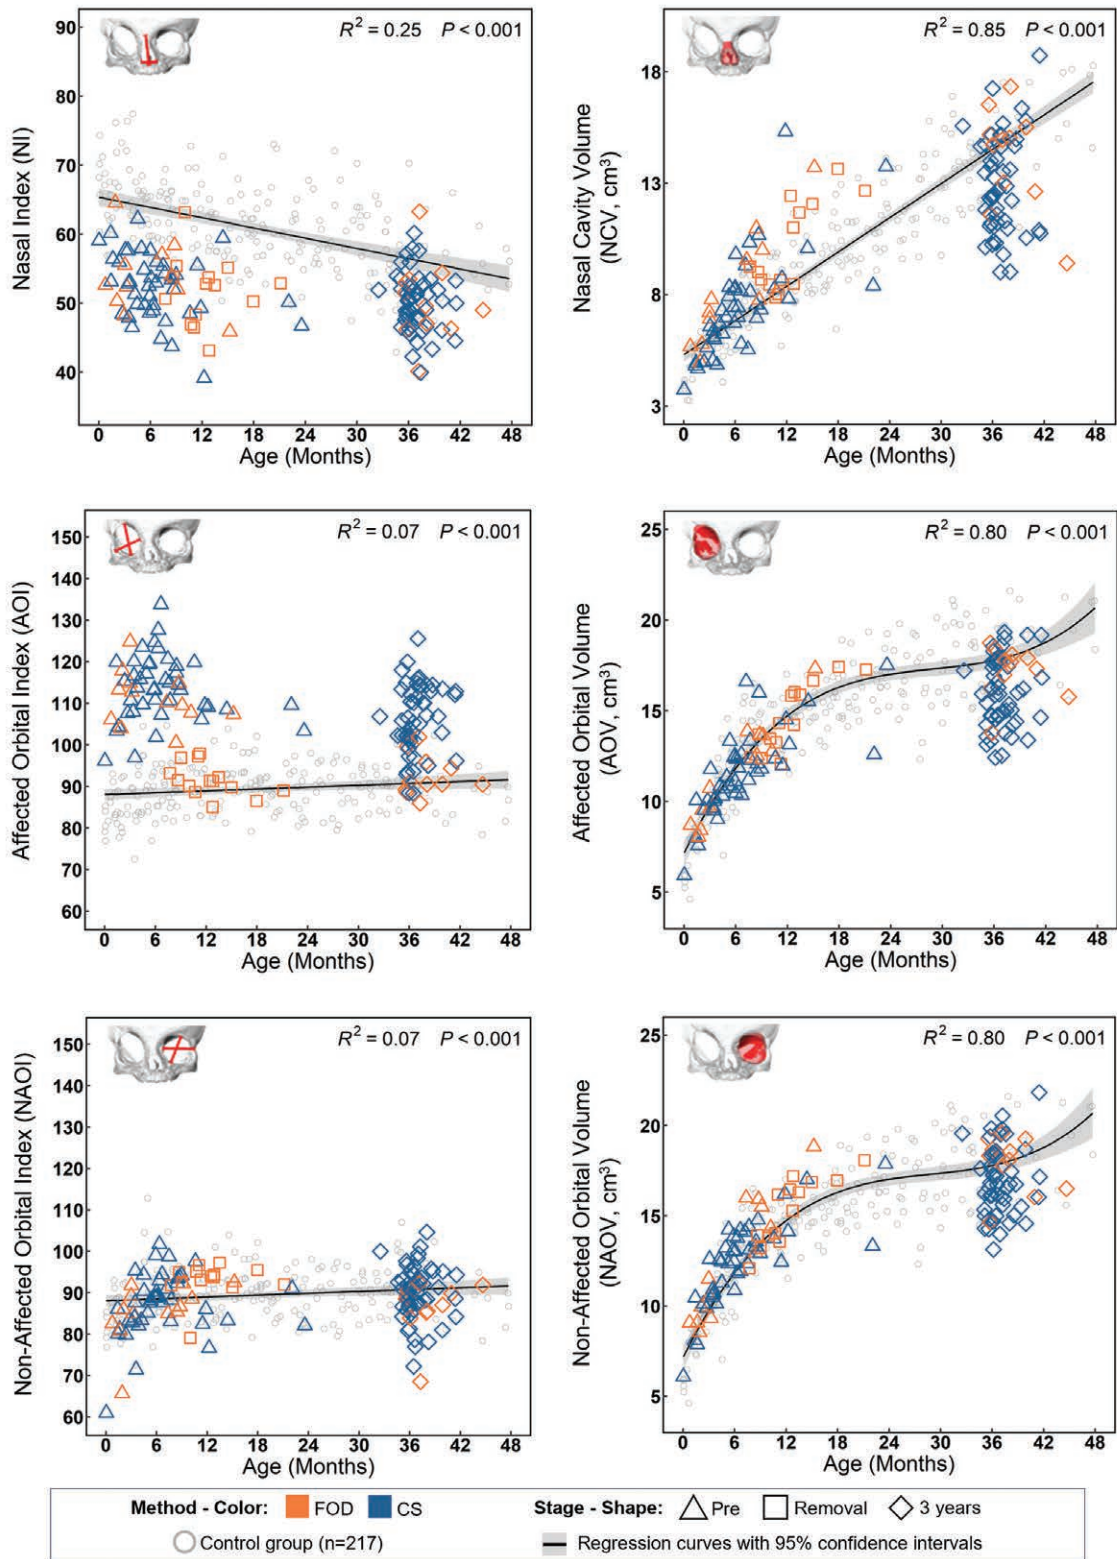 R² = 0.25 P < 0.001
Nasal Index (NI)
90
80
70
60
50
40
0 6 12 18 24 30 36 42 48
Age (Months)
R² = 0.85 P < 0.001
Nasal Cavity Volume
(NCV, cm³)
18
13
8
3
0 6 12 18 24 30 36 42 48
Age (Months)
R² = 0.07 P < 0.001
Affected Orbital Index (AOI)
150
140
130
120
110
100
90
80
70
60
0 6 12 18 24 30 36 42 48
Age (Months)
R² = 0.80 P < 0.001
Affected Orbital Volume
(AOV, cm³)
25
20
15
10
5
0 6 12 18 24 30 36 42 48
Age (Months)
R² = 0.07 P < 0.001
Non-Affected Orbital Index (NAOI)
150
140
130
120
110
100
90
80
70
60
0 6 12 18 24 30 36 42 48
Age (Months)
R² = 0.80 P < 0.001
Non-Affected Orbital Volume
(NAOV, cm³)
25
20
15
10
5
0 6 12 18 24 30 36 42 48
Age (Months)
Method - Color: FOD CS Stage - Shape: Pre Removal 3 years
Control group (n=217) Regression curves with 95% confidence intervals